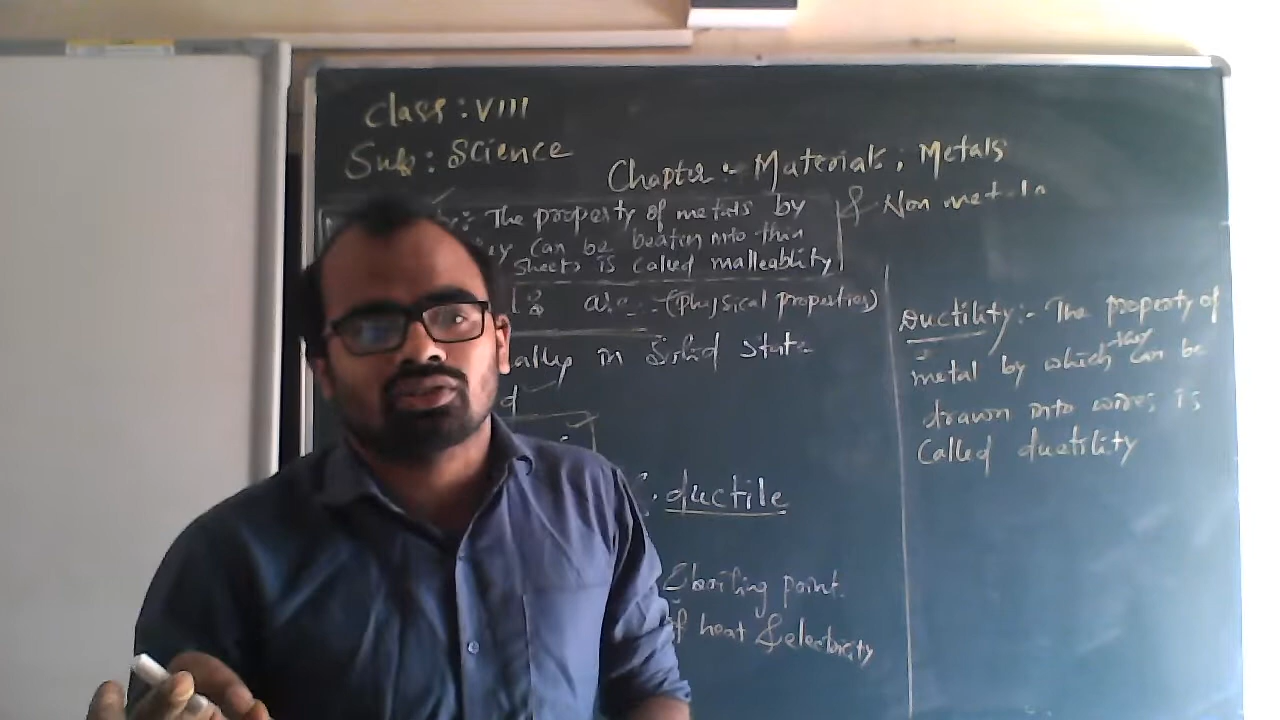 Class : VIII
Sub : Science
Chapter :- Materials, Metals
& Non metals
The property of metals by
can be beaten into thin
sheets is called malleablity
(Physical properties)
in Solid state
ductile
& boiling point.
of heat & electricity
Ductility :- The property of
metal by which they can be
drawn into wires is
Called ductility